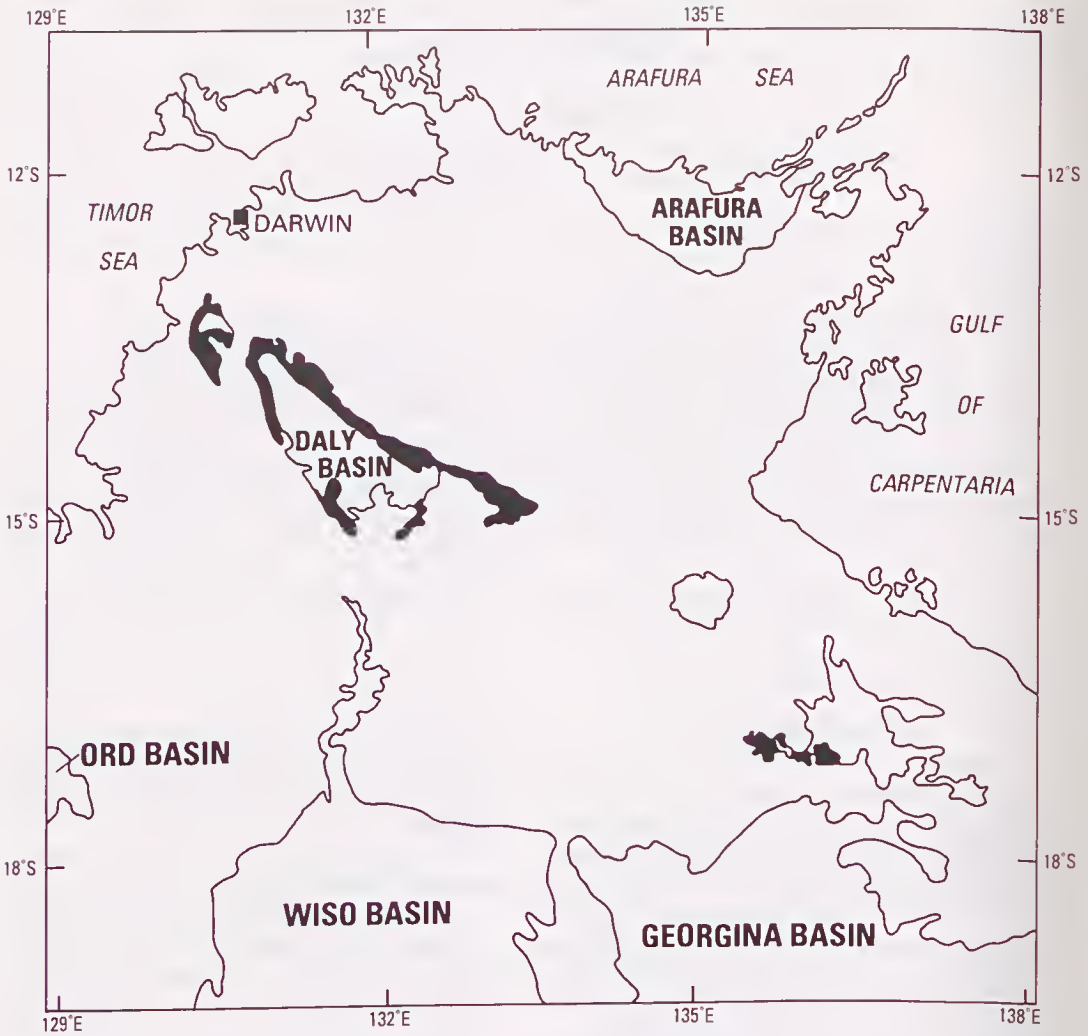 129°E 132°E 135°E 138°E
ARAFURA SEA
12°S 12°S
TIMOR
SEA
DARWIN
ARAFURA
BASIN
GULF
OF
CARPENTARIA
DALY
BASIN
15°S 15°S
ORD BASIN
18°S 18°S
WISO BASIN
GEORGINA BASIN
129°E 132°E 135°E 138°E